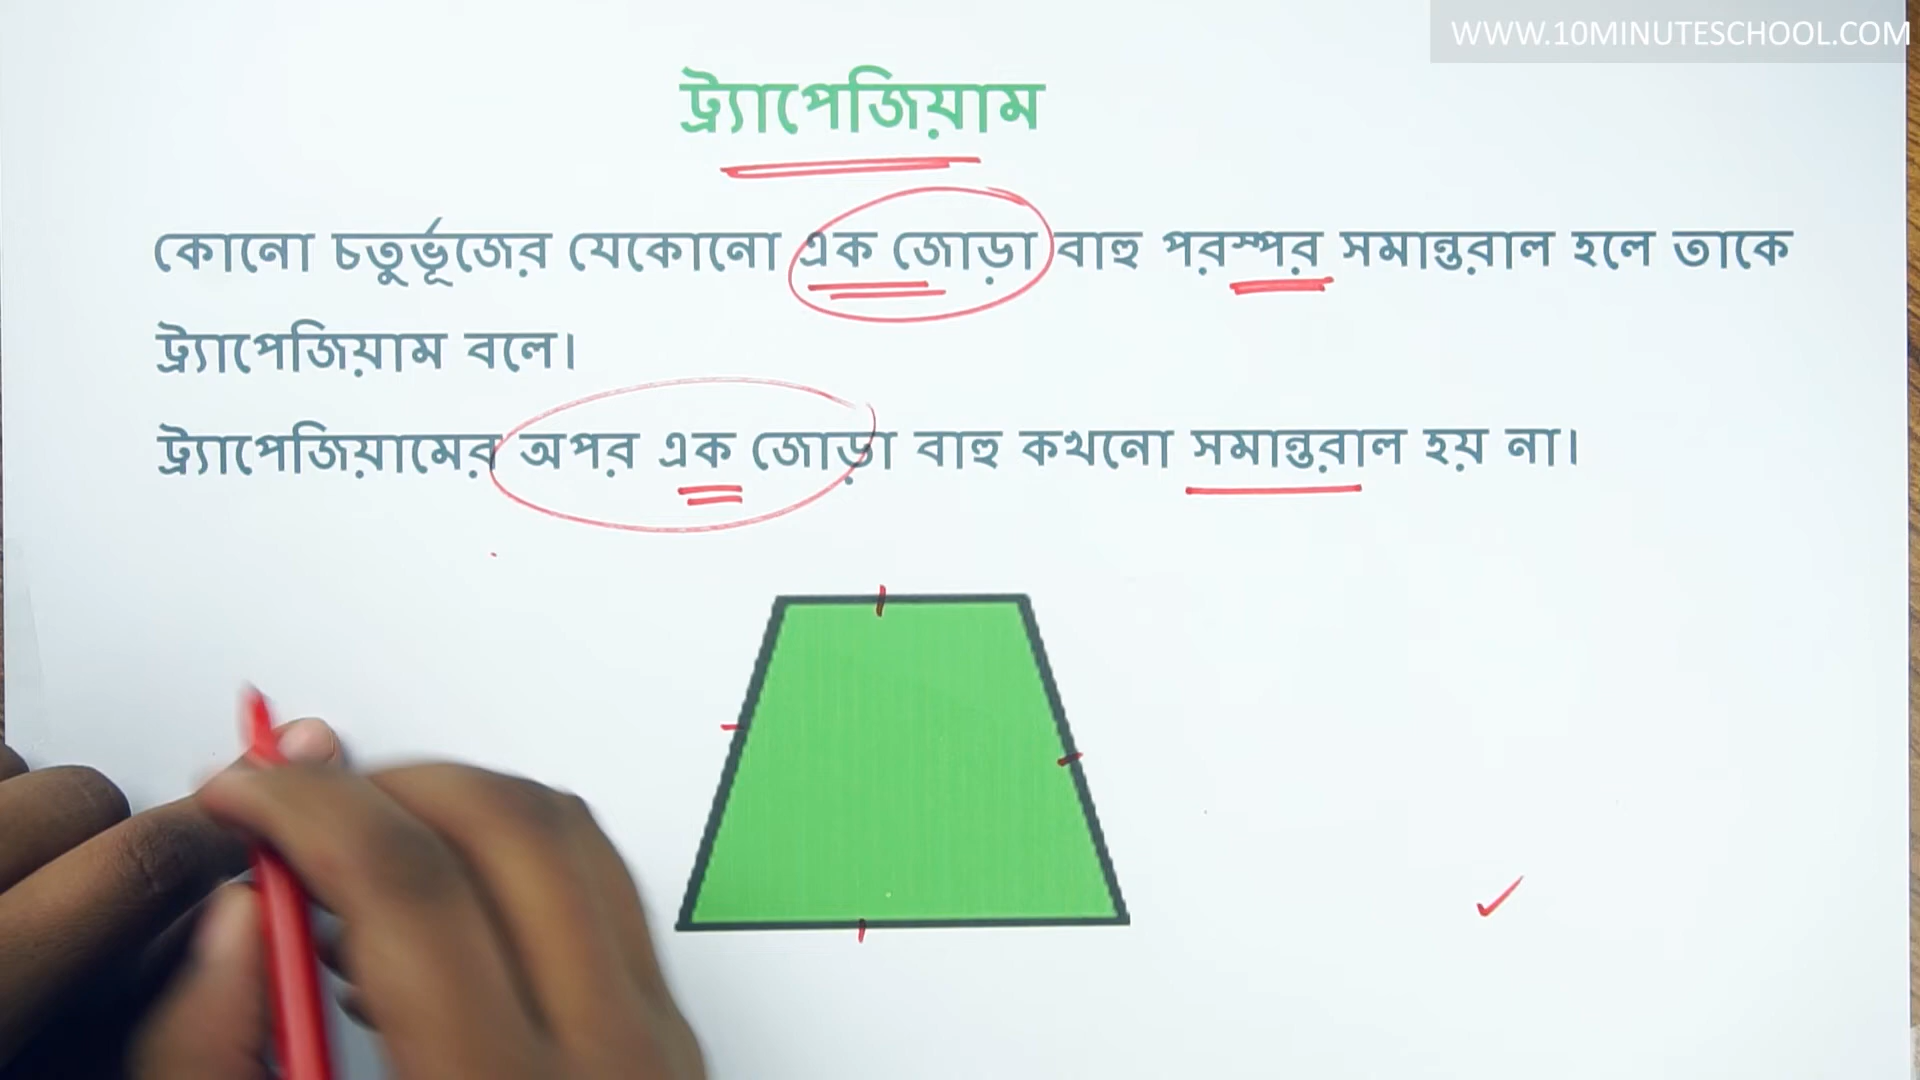 WWW.10MINUTESCHOOL.COM
ট্র্যাপেজিয়াম
কোনো চতুর্ভূজের যেকোনো এক জোড়া বাহু পরস্পর সমান্তরাল হলে তাকে
ট্র্যাপেজিয়াম বলে।
ট্র্যাপেজিয়ামের অপর এক জোড়া বাহু কখনো সমান্তরাল হয় না।